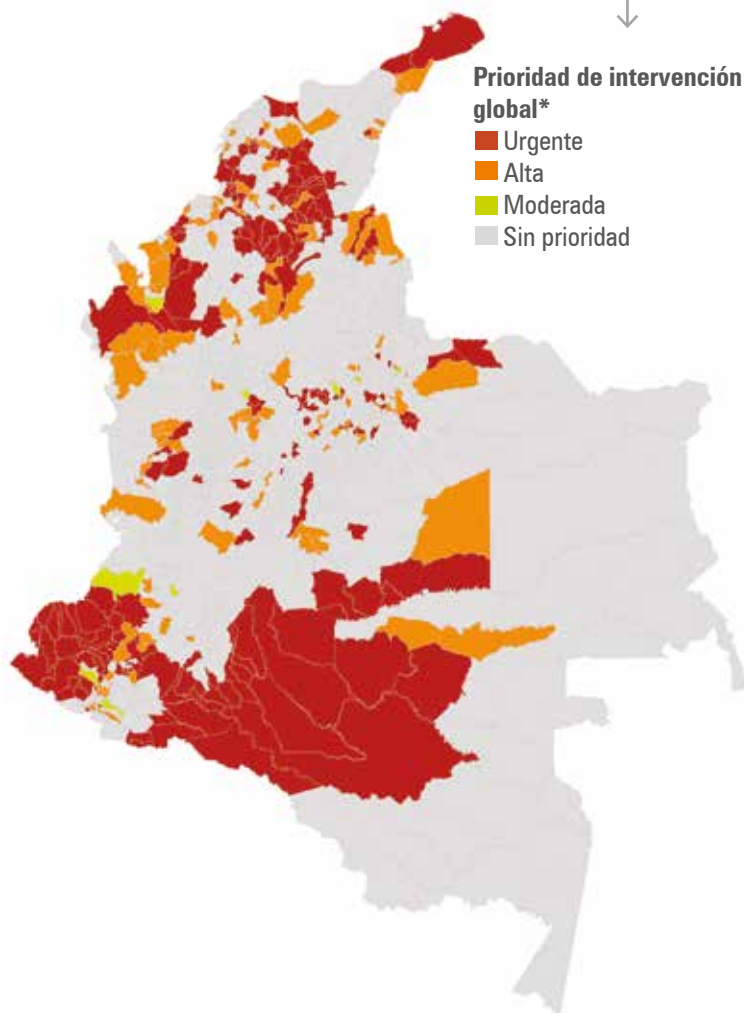 Prioridad de intervención
global*
Urgente
Alta
Moderada
Sin prioridad